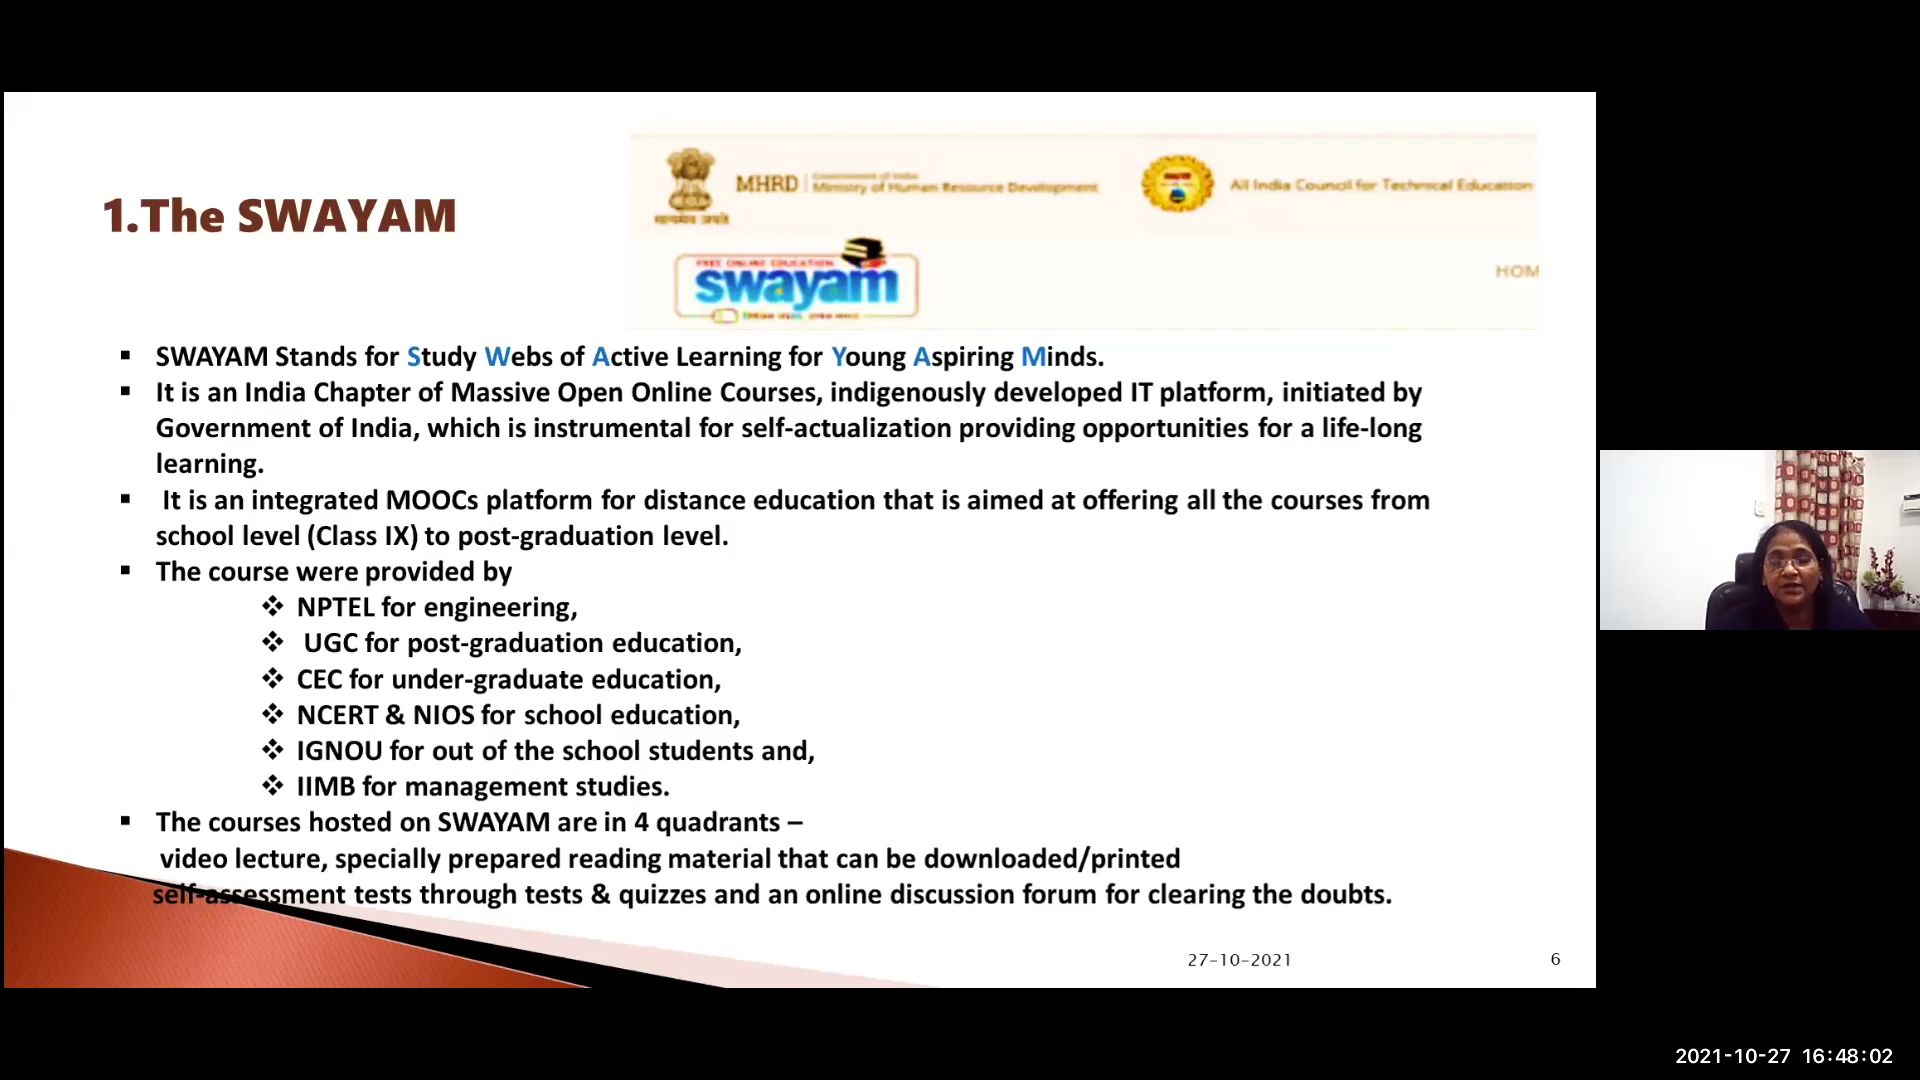 MHRD
Government of India
Ministry of Human Resource Development
All India Council for Technical Education
सत्यमेव जयते
1.The SWAYAM
FREE ONLINE EDUCATION
swayam
HOM
▪ SWAYAM Stands for Study Webs of Active Learning for Young Aspiring Minds.
▪ It is an India Chapter of Massive Open Online Courses, indigenously developed IT platform, initiated by
Government of India, which is instrumental for self-actualization providing opportunities for a life-long
learning.
▪ It is an integrated MOOCs platform for distance education that is aimed at offering all the courses from
school level (Class IX) to post-graduation level.
▪ The course were provided by
❖ NPTEL for engineering,
❖ UGC for post-graduation education,
❖ CEC for under-graduate education,
❖ NCERT & NIOS for school education,
❖ IGNOU for out of the school students and,
❖ IIMB for management studies.
▪ The courses hosted on SWAYAM are in 4 quadrants –
video lecture, specially prepared reading material that can be downloaded/printed
self-assessment tests through tests & quizzes and an online discussion forum for clearing the doubts.
27-10-2021
6
2021-10-27 16:48:02